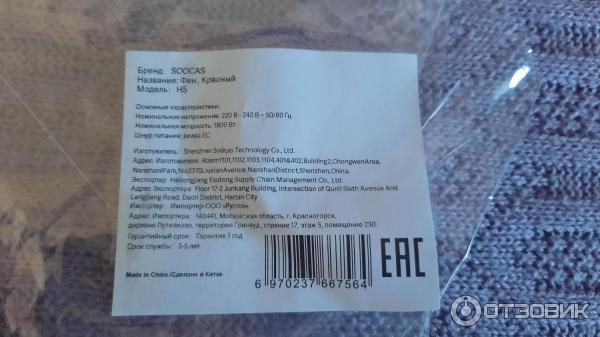 Бренд: SOOCAS
Название: Фен, Красный
Модель: H5
Основные характеристики:
Номинальное напряжение: 220 В - 240 В ~ 50/60 Гц
Номинальная мощность: 1800 Вт
Шнур питания: вилка ЕС
Изготовитель: Shenzhen Soocas Technology Co., Ltd.
Адрес Изготовителя: Room1101,1102,1103,1104,401&402,Building2,ChongwenArea,
NanshaniPark,No.3370LiuxianAvenue,NanshanDistrict,Shenzhen,China.
Экспортер Heilongjiang Esutong Supply Chain Management Co., Ltd.
Адрес Экспортера Floor 17-2 Junkang Building, Intersection of Qunli Sixth Avenue And
Langjiang Road, Daoli District, Harbin City
Импортер: Импортер-ООО «Рустой»
Адрес Импортера: 143441, Московская область, г. Красногорск,
деревня Путилково, территория Гринвуд, строение 17, этаж 5, помещение 230.
Гарантийный срок: Гарантия 1 год
Срок службы: 3-5 лет
Made in China /Сделано в Китае
6 970237 667564
EAC
ОТЗОВИК